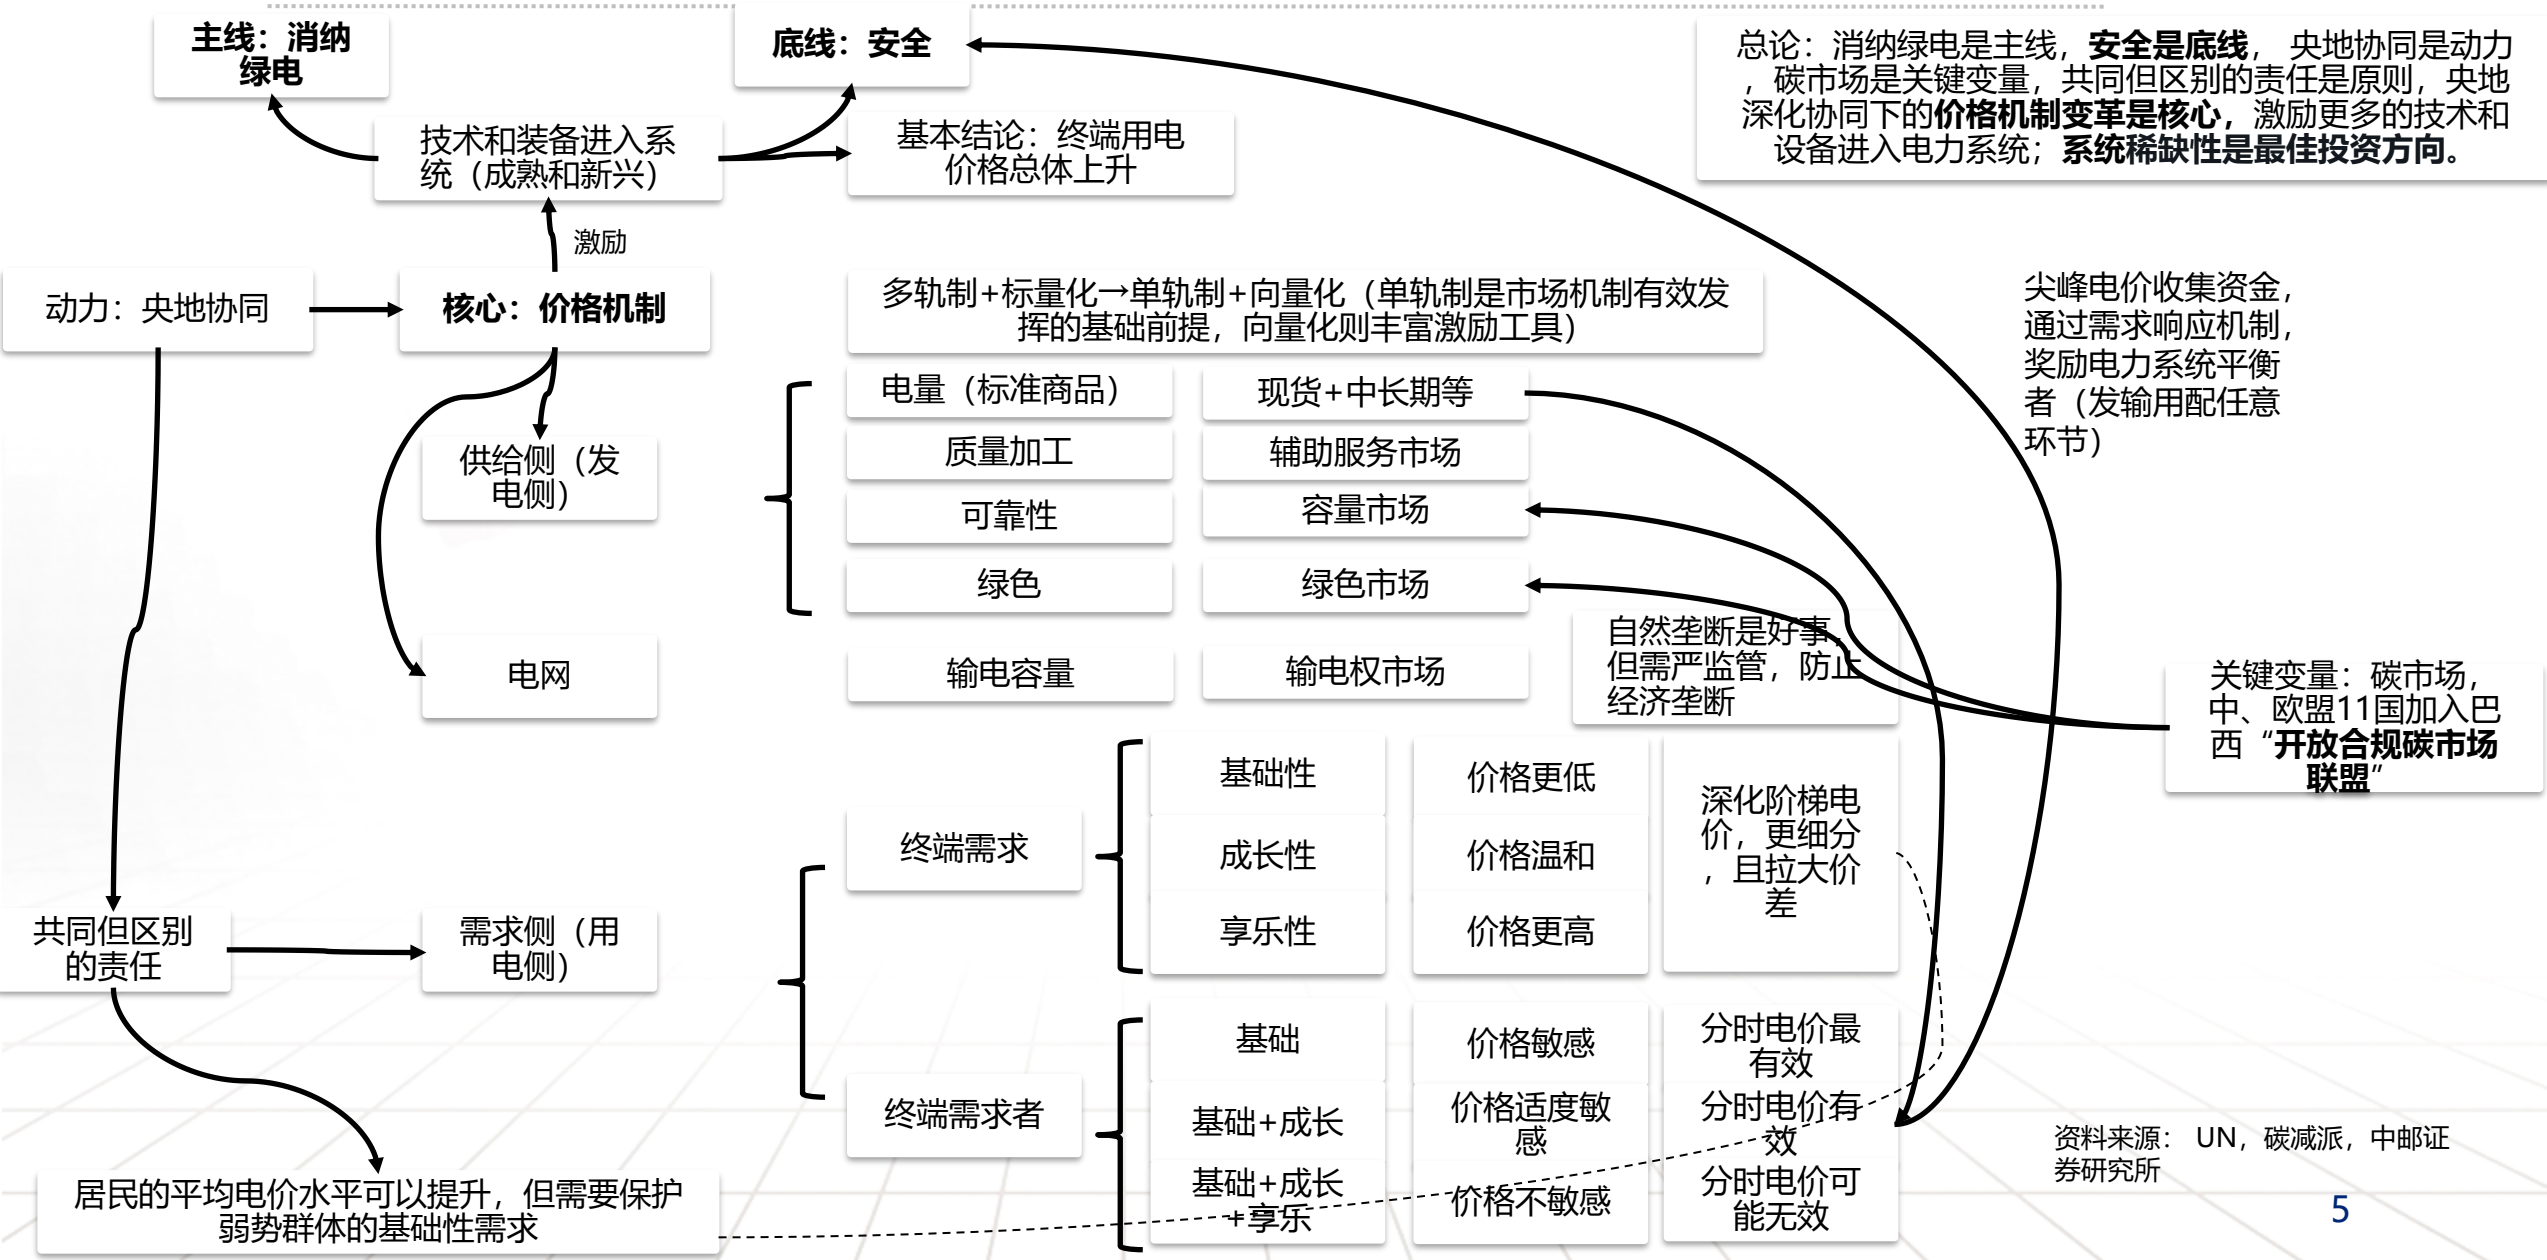 主线：消纳
绿电
底线：安全
总论：消纳绿电是主线，安全是底线， 央地协同是动力
，碳市场是关键变量，共同但区别的责任是原则，央地
深化协同下的价格机制变革是核心，激励更多的技术和
设备进入电力系统；系统稀缺性是最佳投资方向。
技术和装备进入系
统（成熟和新兴）
基本结论：终端用电
价格总体上升
激励
动力：央地协同
核心：价格机制
多轨制+标量化→单轨制+向量化（单轨制是市场机制有效发
挥的基础前提，向量化则丰富激励工具）
尖峰电价收集资金，
通过需求响应机制，
奖励电力系统平衡
者（发输用配任意
环节）
供给侧（发
电侧）
电量（标准商品）
现货+中长期等
质量加工
辅助服务市场
可靠性
容量市场
绿色
绿色市场
电网
输电容量
输电权市场
自然垄断是好事，
但需严监管，防止
经济垄断
关键变量：碳市场，
中、欧盟11国加入巴
西“开放合规碳市场
联盟”
共同但区别
的责任
需求侧（用
电侧）
终端需求
基础性
价格更低
成长性
价格温和
享乐性
价格更高
深化阶梯电
价，更细分
，且拉大价
差
终端需求者
基础
价格敏感
分时电价最
有效
基础+成长
价格适度敏
感
分时电价有
效
基础+成长
+享乐
价格不敏感
分时电价可
能无效
居民的平均电价水平可以提升，但需要保护
弱势群体的基础性需求
资料来源： UN，碳减派，中邮证
券研究所
5